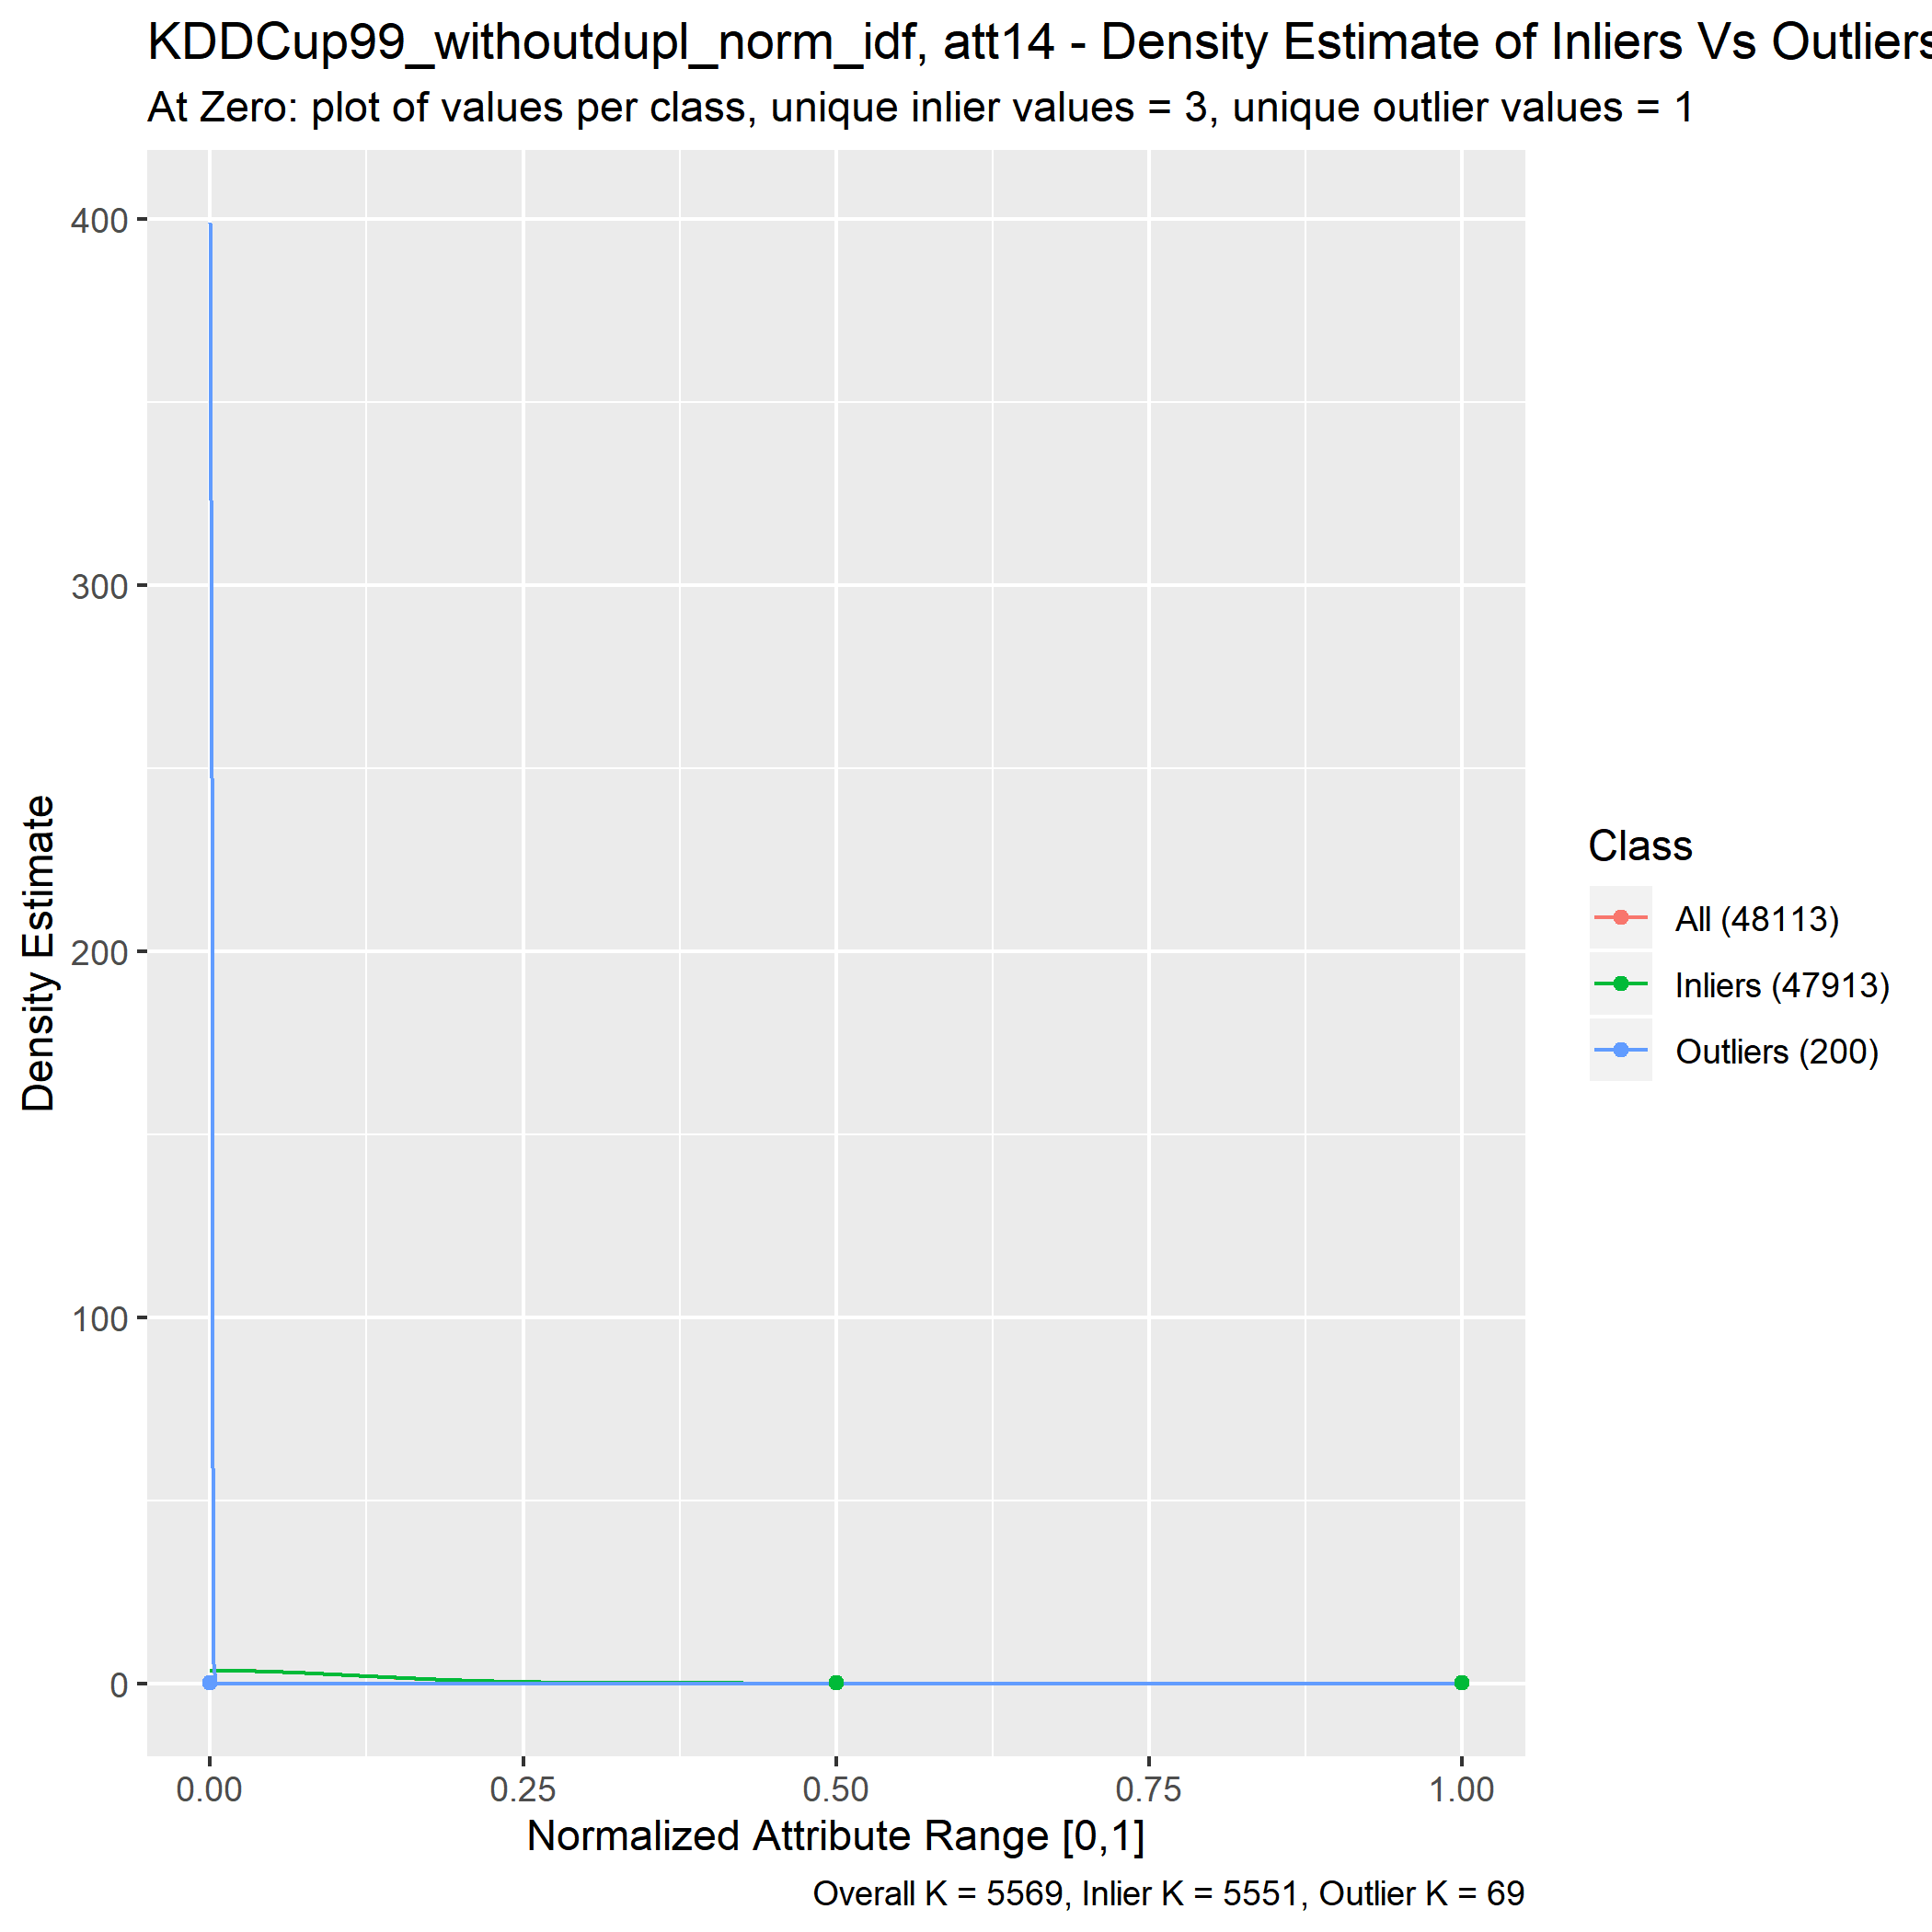 KDDCup99_withoutdupl_norm_idf, att14 - Density Estimate of Inliers Vs Outliers
At Zero: plot of values per class, unique inlier values = 3, unique outlier values = 1
400
300
200
100
0
Density Estimate
0.00 0.25 0.50 0.75 1.00
Normalized Attribute Range [0,1]
Overall K = 5569, Inlier K = 5551, Outlier K = 69
Class
All (48113)
Inliers (47913)
Outliers (200)